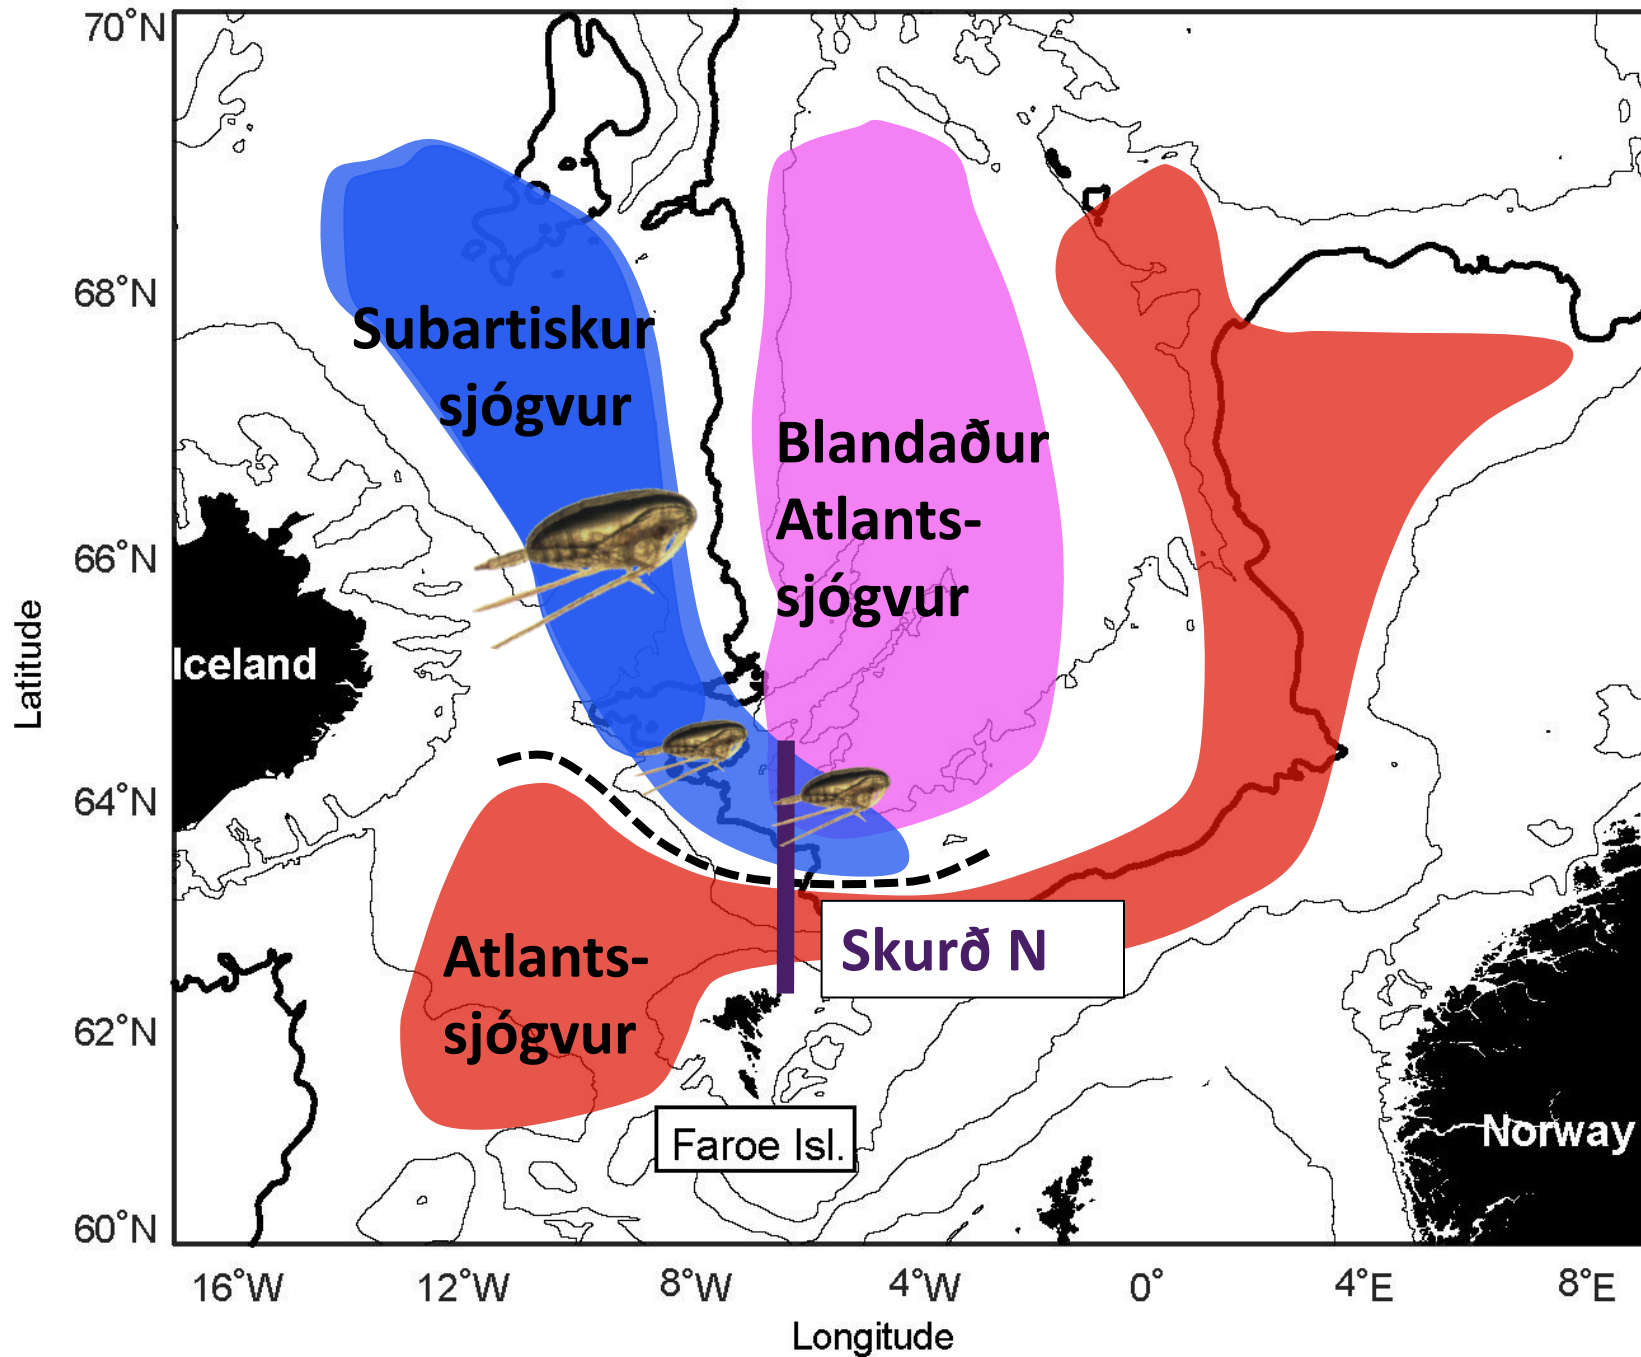 70°N
68°N
66°N
64°N
62°N
60°N
Latitude
Subartiskur
sjógvur
Blandaður
Atlants-
sjógvur
Iceland
Atlants-
sjógvur
Skurð N
Faroe Isl.
Norway
16°W 12°W 8°W 4°W 0° 4°E 8°E
Longitude